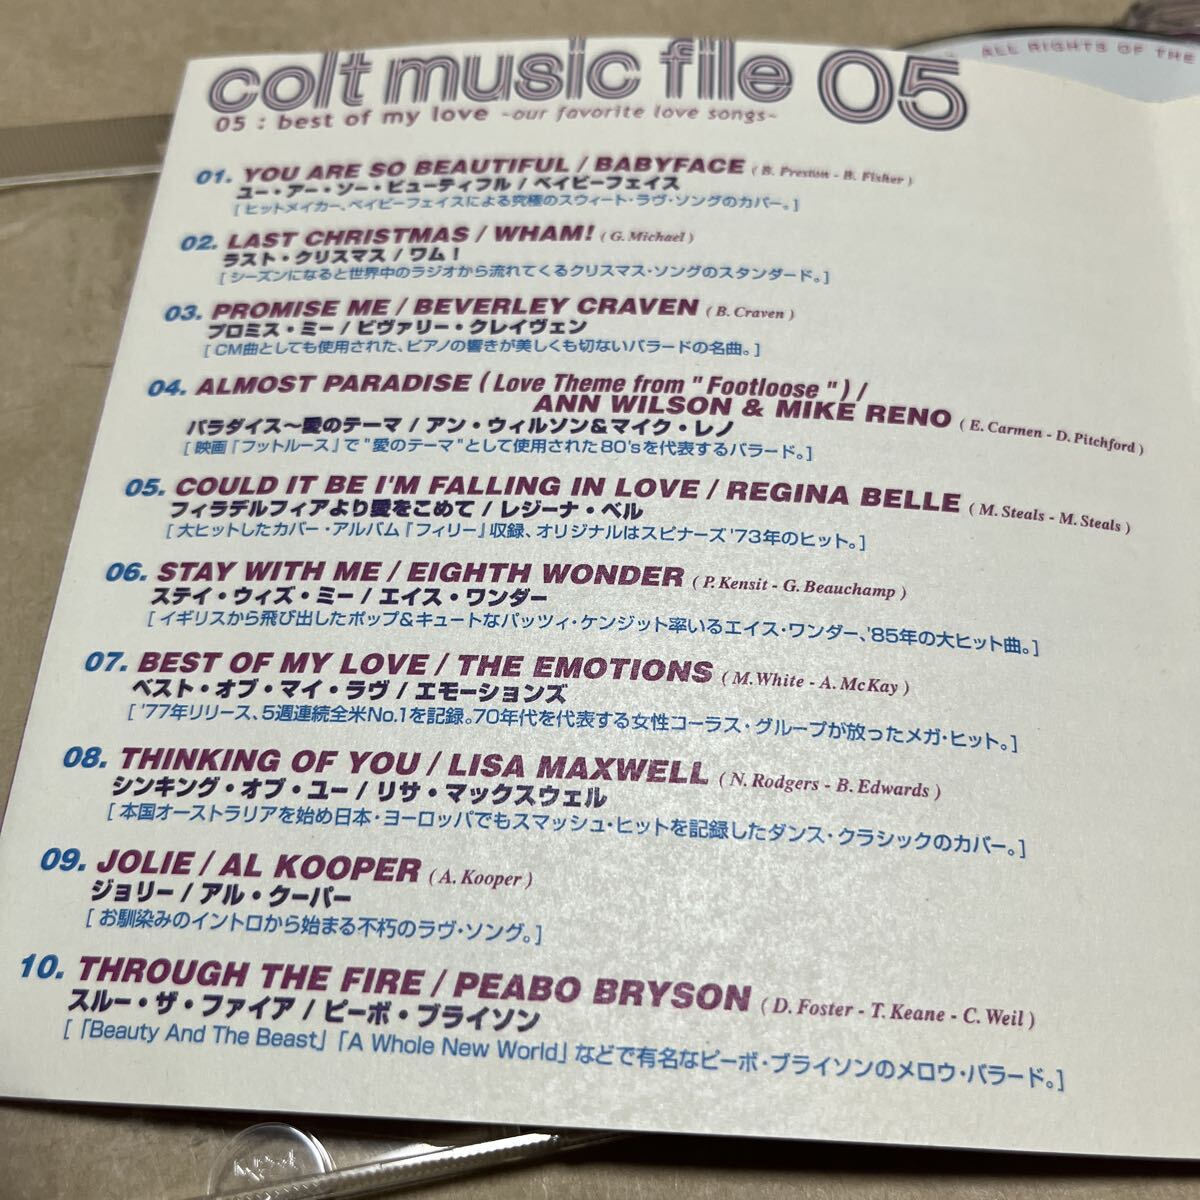 ALL RIGHTS OF THE
colt music file 05
05 : best of my love ~our favorite love songs~
01. YOU ARE SO BEAUTIFUL / BABYFACE ( B. Preston - B. Fisher )
ユー・アー・ソー・ビューティフル / ベイビーフェイス
[ ヒットメイカー、ベイビーフェイスによる究極のスウィート・ラヴ・ソングのカバー。]
02. LAST CHRISTMAS / WHAM! ( G. Michael )
ラスト・クリスマス / ワム！
[ シーズンになると世界中のラジオから流れてくるクリスマス・ソングのスタンダード。]
03. PROMISE ME / BEVERLEY CRAVEN ( B. Craven )
プロミス・ミー / ビヴァリー・クレイヴェン
[ CM曲としても使用された、ピアノの響きが美しくも切ないバラードの名曲。]
04. ALMOST PARADISE ( Love Theme from " Footloose " ) /
ANN WILSON & MIKE RENO ( E. Carmen - D. Pitchford )
パラダイス〜愛のテーマ / アン・ウィルソン&マイク・レノ
[ 映画「フットルース」で"愛のテーマ"として使用された80'sを代表するバラード。]
05. COULD IT BE I'M FALLING IN LOVE / REGINA BELLE ( M. Steals - M. Steals )
フィラデルフィアより愛をこめて / レジーナ・ベル
[ 大ヒットしたカバー・アルバム「フィリー」収録、オリジナルはスピナーズ'73年のヒット。]
06. STAY WITH ME / EIGHTH WONDER ( P. Kensit - G. Beauchamp )
ステイ・ウィズ・ミー / エイス・ワンダー
[ イギリスから飛び出したポップ&キュートなパッツィ・ケンジット率いるエイス・ワンダー、'85年の大ヒット曲。]
07. BEST OF MY LOVE / THE EMOTIONS ( M. White - A. McKay )
ベスト・オブ・マイ・ラヴ / エモーションズ
[ '77年リリース、5週連続全米No.1を記録。70年代を代表する女性コーラス・グループが放ったメガ・ヒット。]
08. THINKING OF YOU / LISA MAXWELL ( N. Rodgers - B. Edwards )
シンキング・オブ・ユー / リサ・マックスウェル
[ 本国オーストラリアを始め日本・ヨーロッパでもスマッシュ・ヒットを記録したダンス・クラシックのカバー。]
09. JOLIE / AL KOOPER ( A. Kooper )
ジョリー / アル・クーパー
[ お馴染みのイントロから始まる不朽のラヴ・ソング。]
10. THROUGH THE FIRE / PEABO BRYSON ( D. Foster - T. Keane - C. Weil )
スルー・ザ・ファイア / ピーボ・ブライソン
[ 「Beauty And The Beast」「A Whole New World」などで有名なピーボ・ブライソンのメロウ・バラード。]